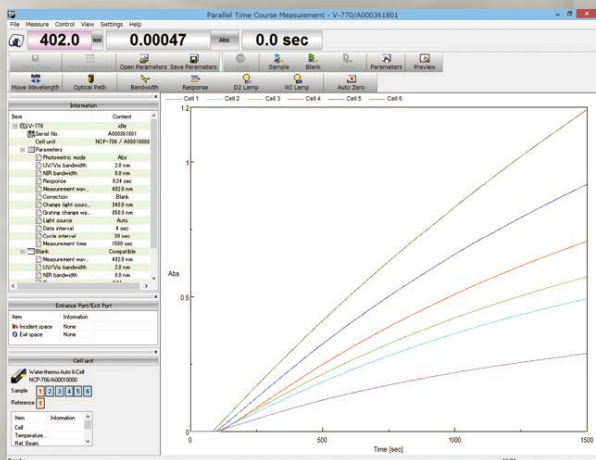 Parallel Time Course Measurement - V-770/A000361801
File Measure Control View Settings Help
402.0 nm 0.00047 Abs 0.0 sec
Open Parameters Save Parameters Sample Blank Parameters Preview
Move Wavelength Optical Path Bandwidth Response D2 Lamp WI Lamp Auto Zero
Information
Item Content
V-770 idle
Serial No. A000361801
Cell unit NCP-706 / A00010000
Parameters
Photometric mode Abs
UV/Vis bandwidth 2.0 nm
NIR bandwidth 8.0 nm
Response 0.24 sec
Measurement wav.. 402.0 nm
Correction Blank
Change light sourc.. 340.0 nm
Grating change wa.. 850.0 nm
Light source Auto
Data interval 4 sec
Cycle interval 30 sec
Measurement time 1500 sec
Blank Compatible
Measurement wav.. 402.0 nm
UV/Vis bandwidth 2.0 nm
NIR bandwidth 8.0 nm
Entrance Port/Exit Port
Item Information
Incident space None
Exit space None
Cell unit
Water-thermo Auto 6-Cell
NCP-706/A00010000
Sample 1 2 3 4 5 6
Reference 1
Item Information
Cell
Temperature..
Ref. Beam
Cell 1 Cell 2 Cell 3 Cell 4 Cell 5 Cell 6
1.2
1
Abs
0.5
0
0 500 1000 1500
Time [sec]